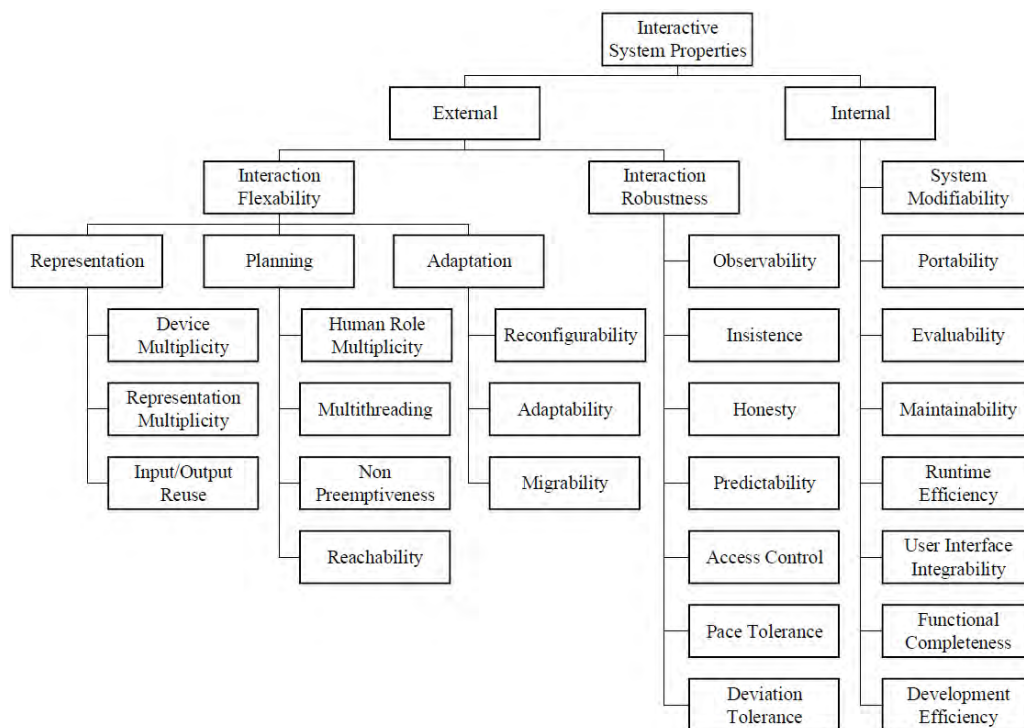 Interactive
System Properties
External
Internal
Interaction
Flexability
Interaction
Robustness
System
Modifiability
Representation
Planning
Adaptation
Observability
Portability
Device
Multiplicity
Human Role
Multiplicity
Reconfigurability
Insistence
Evaluability
Representation
Multiplicity
Multithreading
Adaptability
Honesty
Maintainability
Input/Output
Reuse
Non
Preemptiveness
Migrability
Predictability
Runtime
Efficiency
Reachability
Access Control
User Interface
Integrability
Pace Tolerance
Functional
Completeness
Deviation
Tolerance
Development
Efficiency